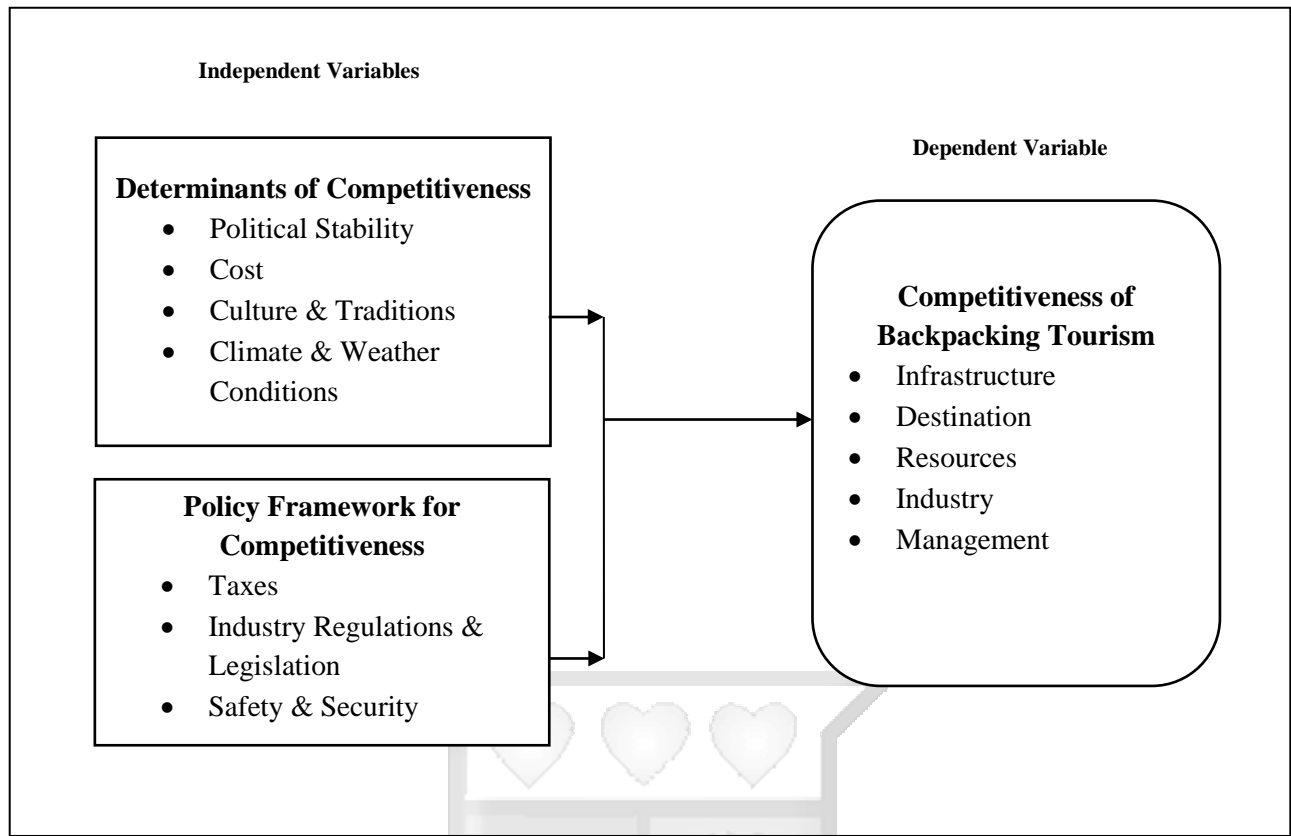 Independent Variables
Determinants of Competitiveness
• Political Stability
• Cost
• Culture & Traditions
• Climate & Weather
Conditions
Policy Framework for
Competitiveness
• Taxes
• Industry Regulations &
Legislation
• Safety & Security
Dependent Variable
Competitiveness of
Backpacking Tourism
• Infrastructure
• Destination
• Resources
• Industry
• Management